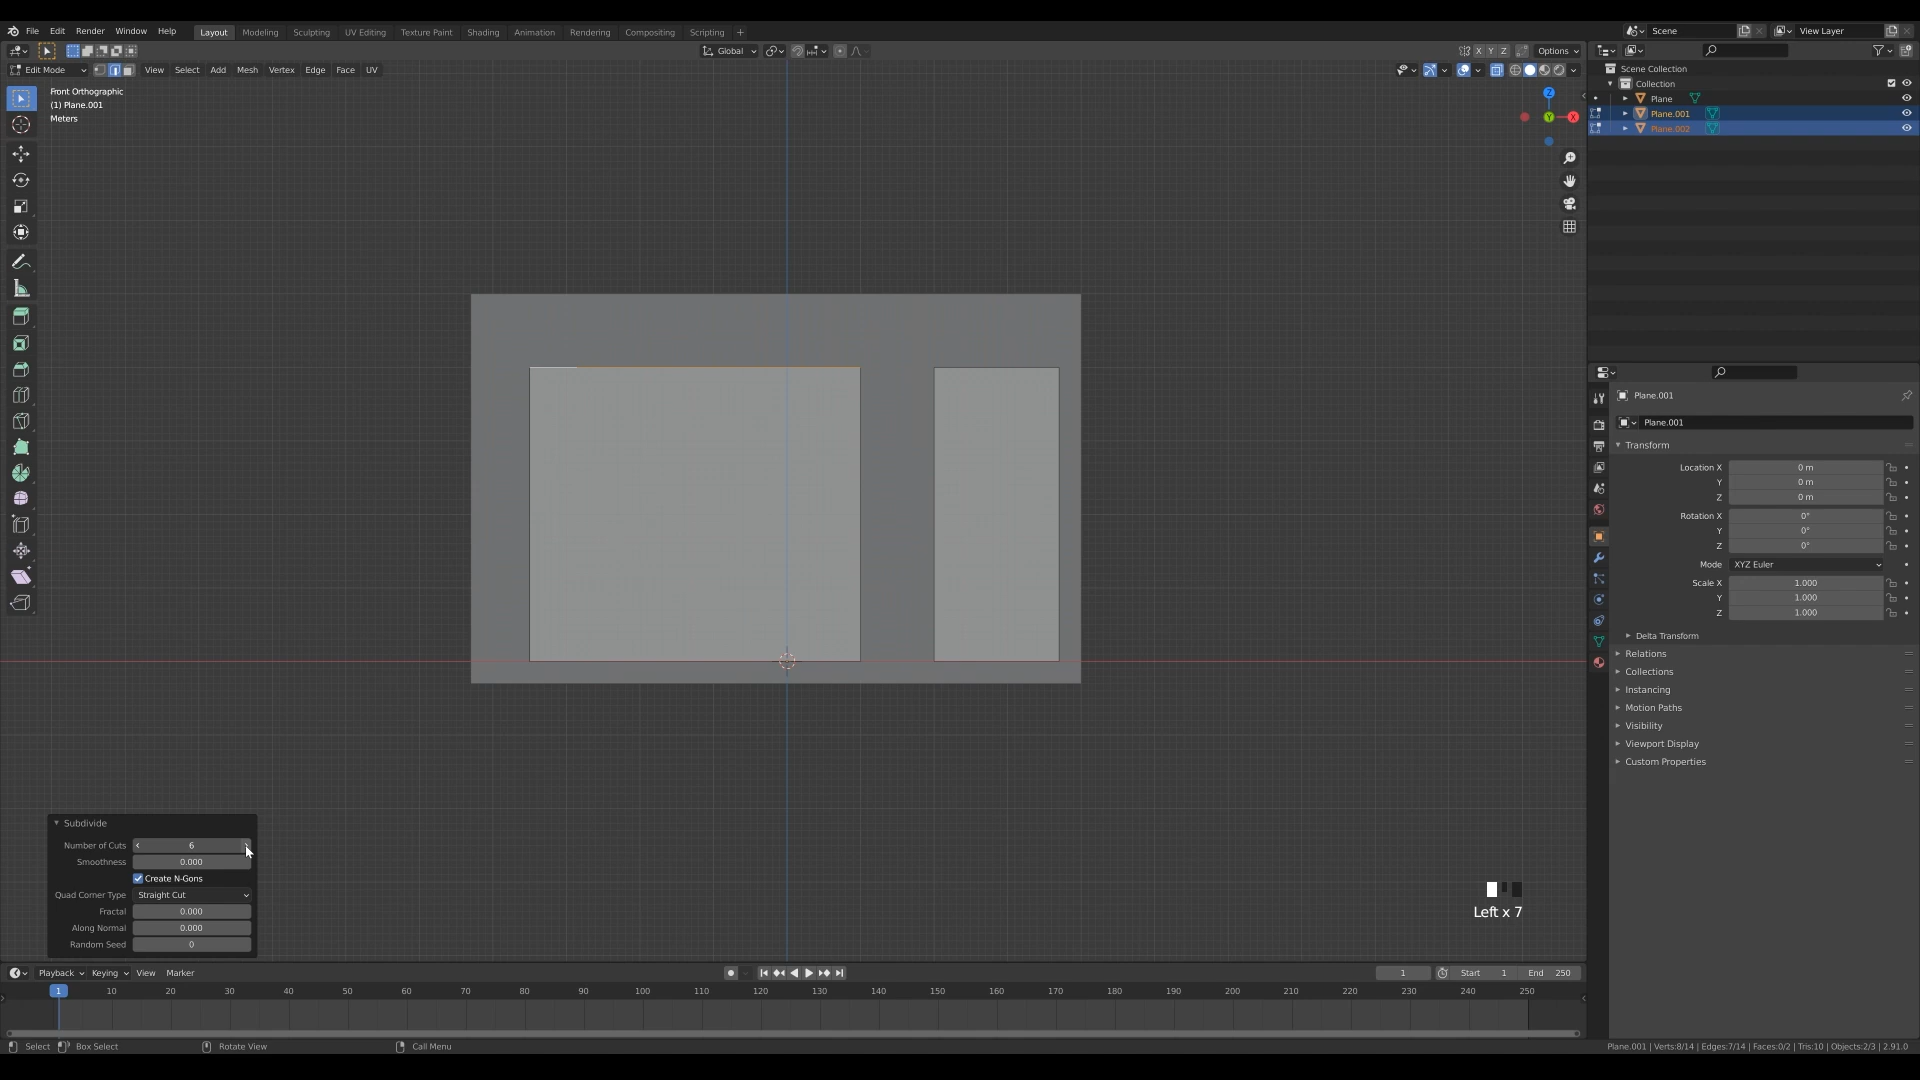 File Edit Render Window Help Layout Modeling Sculpting UV Editing Texture Paint Shading Animation Rendering Compositing Scripting + Scene View Layer
Global Options X Y Z
Edit Mode View Select Add Mesh Vertex Edge Face UV
Front Orthographic
(1) Plane.001
Meters
Z
Y
X
Scene Collection
Collection
Plane
Plane.001
Plane.002
Plane.001
Plane.001
Transform
Location X 0 m
Y 0 m
Z 0 m
Rotation X 0°
Y 0°
Z 0°
Mode XYZ Euler
Scale X 1.000
Y 1.000
Z 1.000
Delta Transform
Relations
Collections
Instancing
Motion Paths
Visibility
Viewport Display
Custom Properties
Subdivide
Number of Cuts 6
Smoothness 0.000
Create N-Gons
Quad Corner Type Straight Cut
Fractal 0.000
Along Normal 0.000
Random Seed 0
Left x 7
Playback Keying View Marker 1 Start 1 End 250
1 10 20 30 40 50 60 70 80 90 100 110 120 130 140 150 160 170 180 190 200 210 220 230 240 250
Select Box Select Rotate View Call Menu Plane.001 | Verts:8/14 | Edges:7/14 | Faces:0/2 | Tris:10 | Objects:2/3 | 2.91.0